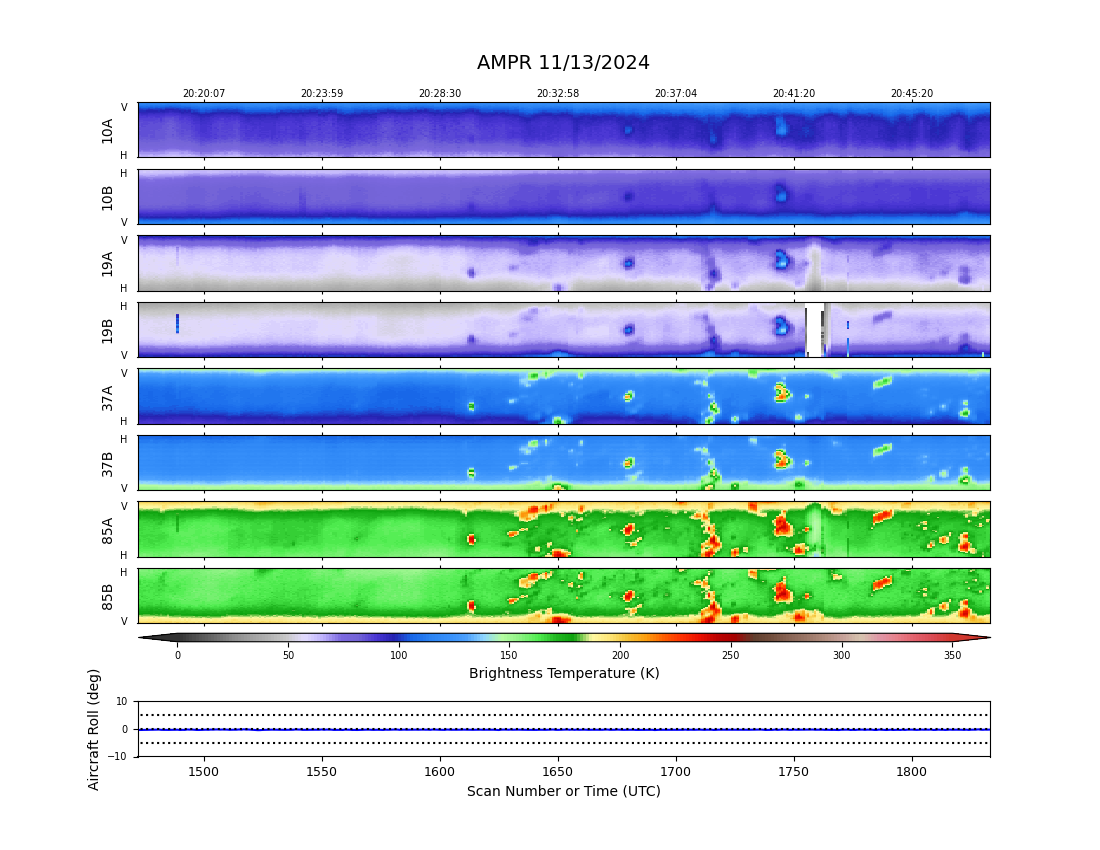 AMPR 11/13/2024
20:20:07 20:23:59 20:28:30 20:32:58 20:37:04 20:41:20 20:45:20
V
10A
H
H
10B
V
V
19A
H
H
19B
V
V
37A
H
H
37B
V
V
85A
H
H
85B
V
0 50 100 150 200 250 300 350
Brightness Temperature (K)
Aircraft Roll (deg)
10
0
−10
1500 1550 1600 1650 1700 1750 1800
Scan Number or Time (UTC)